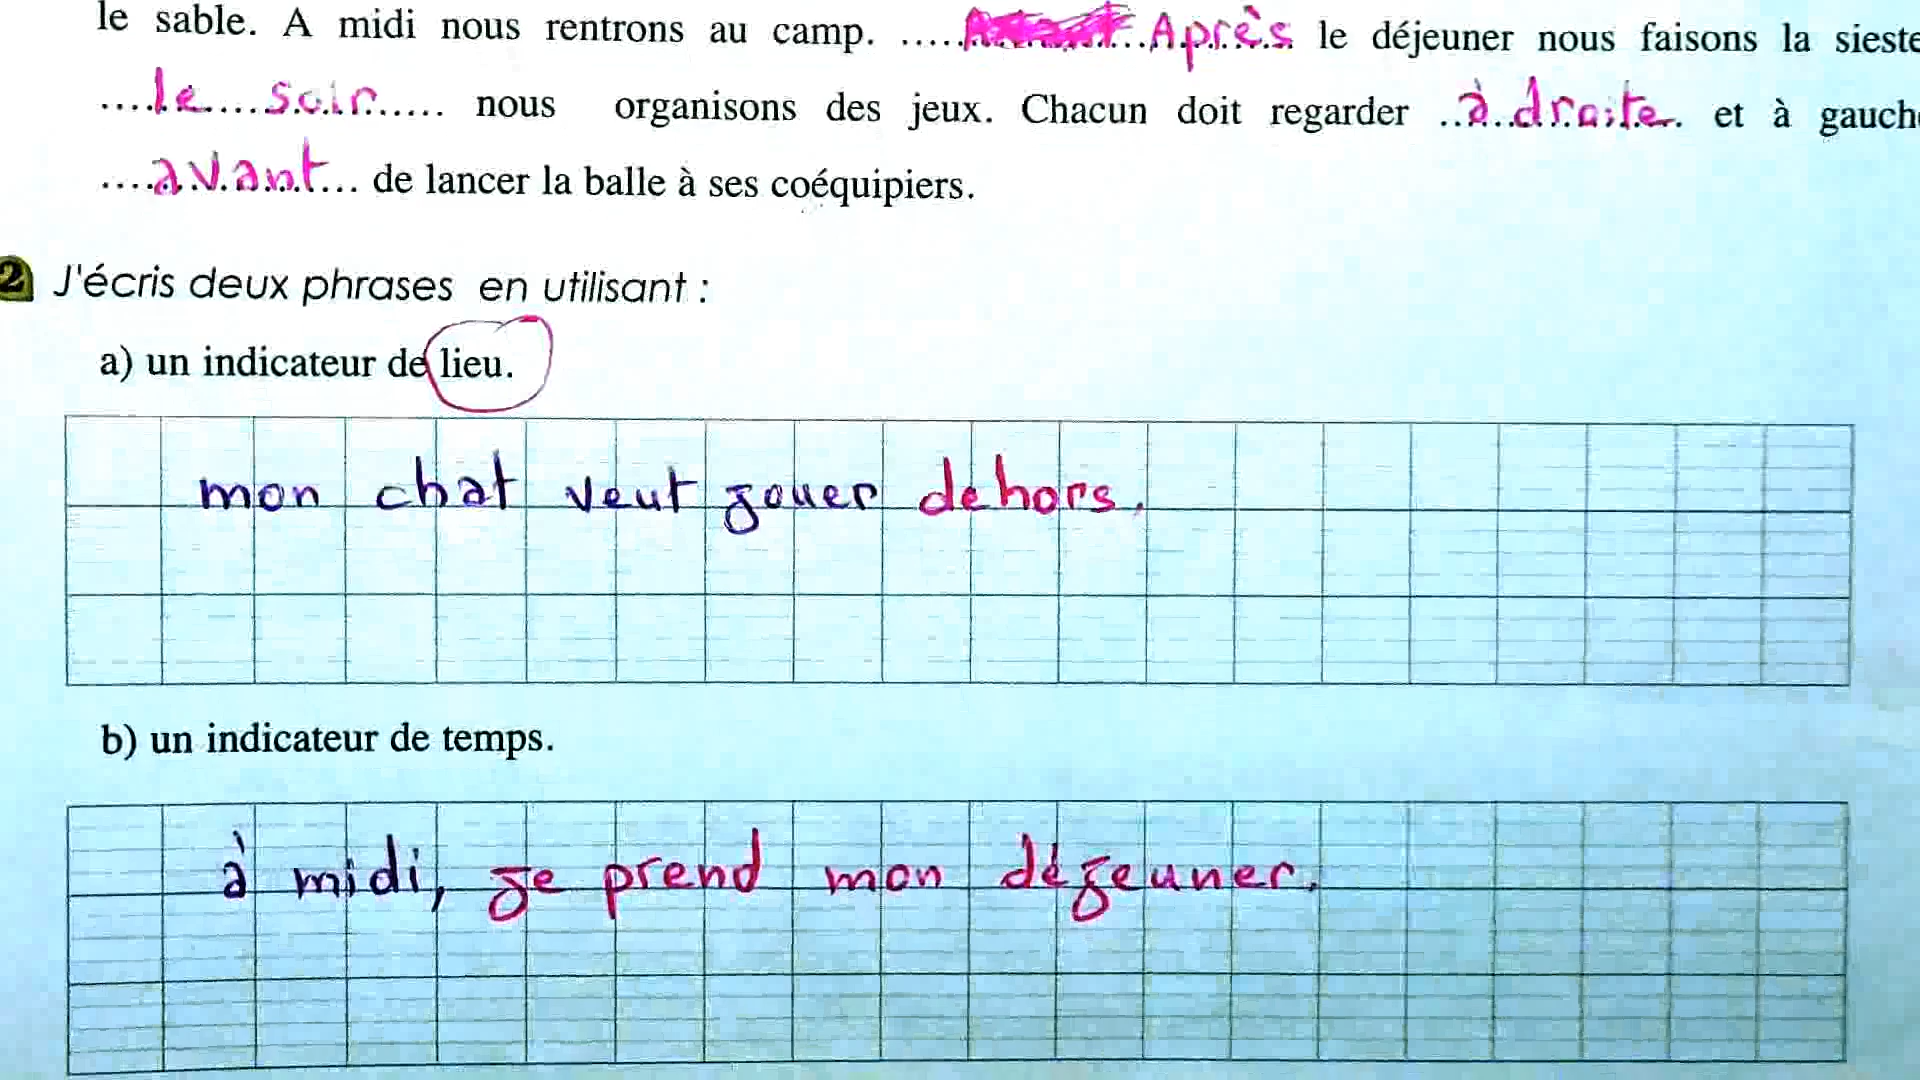 le sable. A midi nous rentrons au camp. .......... Après le déjeuner nous faisons la sieste
....le....soir...... nous organisons des jeux. Chacun doit regarder ..à droite.. et à gauche
....avant... de lancer la balle à ses coéquipiers.
2 J'écris deux phrases en utilisant :
a) un indicateur de lieu.
mon chat veut jouer dehors.
b) un indicateur de temps.
à midi, je prend mon déjeuner.